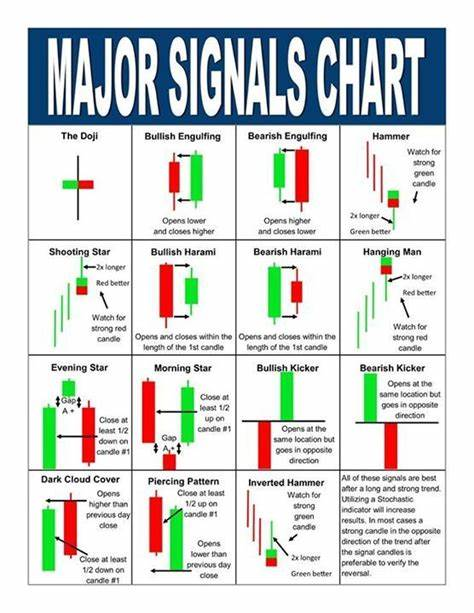 MAJOR SIGNALS CHART
The Doji
Bullish Engulfing
Opens lower
and closes higher
Bearish Engulfing
Opens higher
and closes lower
Hammer
Watch for
strong
green
candle
2x longer
Green better
Shooting Star
2x longer
Red better
Watch for
strong red
candle
Bullish Harami
Opens and closes within the
length of the 1st candle
Bearish Harami
Opens and closes within the
length of the 1st candle
Hanging Man
2x longer
Red better
Watch for
strong red
candle
Evening Star
Gap
A +
Close at
least 1/2
down on
candle #1
Morning Star
Close at
least 1/2
up on
candle #1
Gap
A +
Bullish Kicker
Opens at the
same location but
goes in opposite
direction
Bearish Kicker
Opens at the
same location but
goes in opposite
direction
Dark Cloud Cover
Opens
higher than
previous day
close
Close at least
1/2 down on
candle #1
Piercing Pattern
Close at least
1/2 up on
candle #1
Opens
lower than
previous day
close
Inverted Hammer
Watch for
strong
green
candle
2x longer
Green better
All of these signals are best
after a long and strong trend.
Utilizing a Stochastic
indicator will increase
results. In most cases a
strong candle in the opposite
direction of the trend after
the signal candles is
preferable to verify the
reversal.